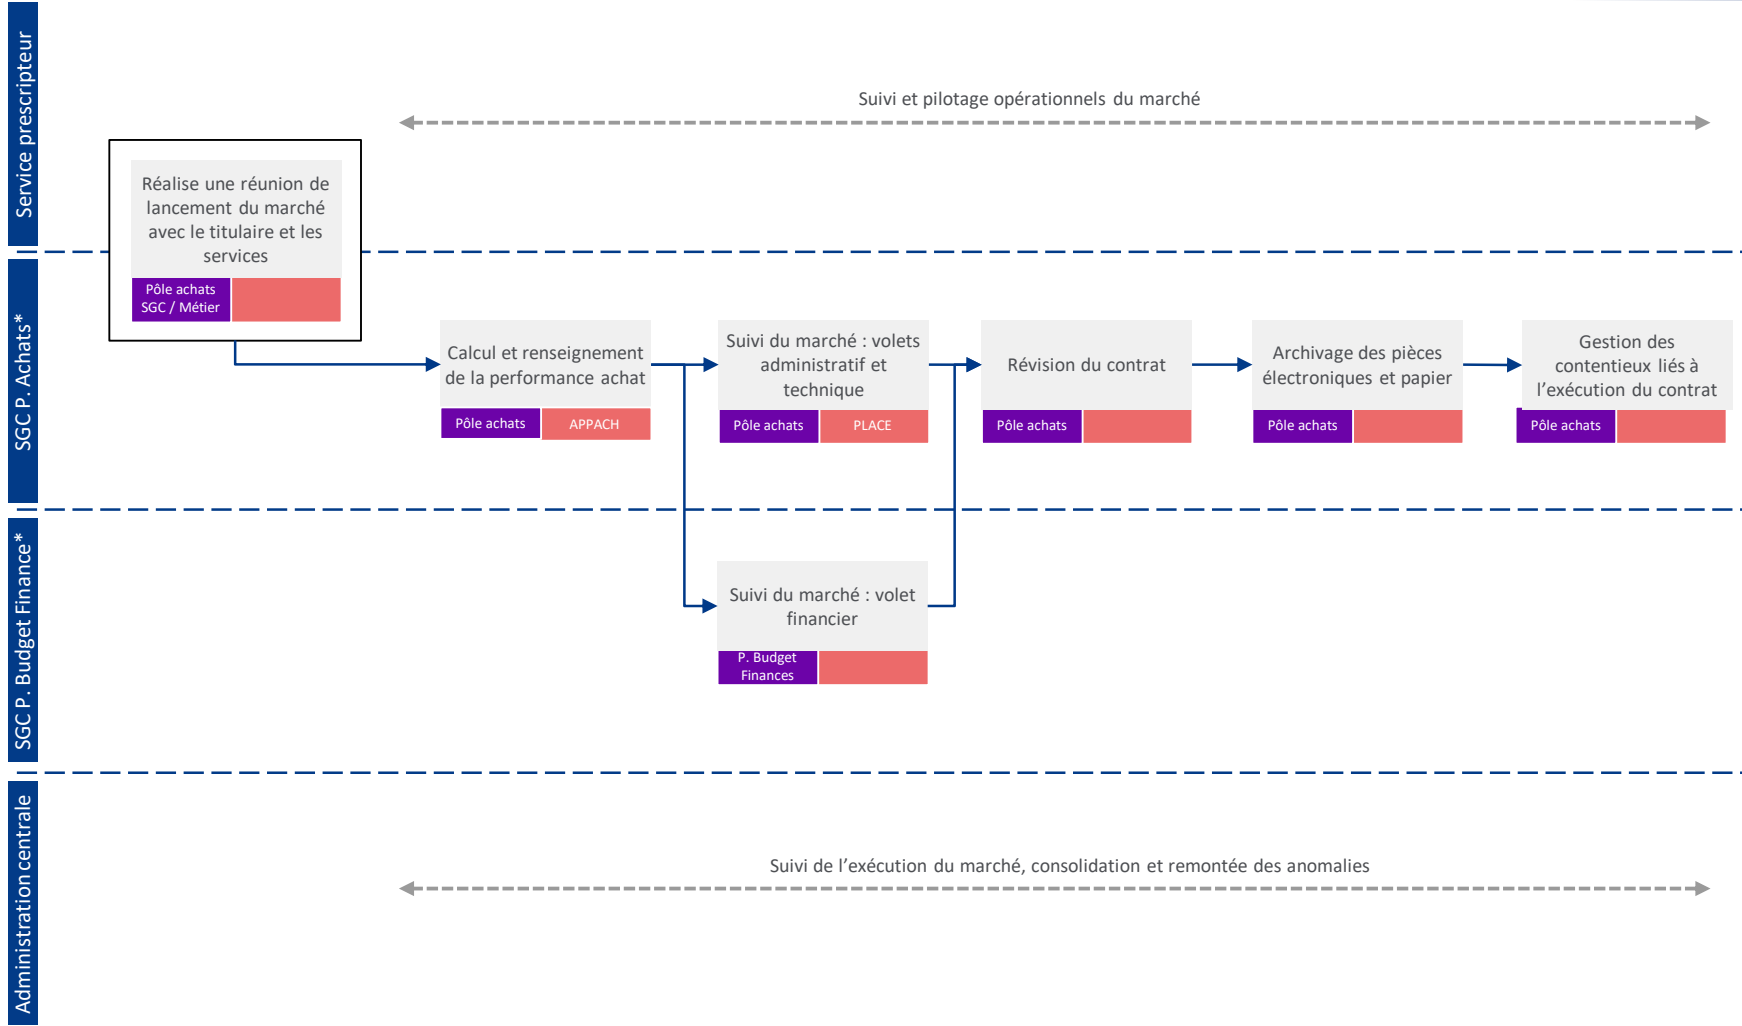 Service prescripteur
Suivi et pilotage opérationnels du marché
Réalise une réunion de
lancement du marché
avec le titulaire et les
services
Pôle achats
SGC / Métier
SGC P. Achats*
Calcul et renseignement
de la performance achat
Pôle achats
APPACH
Suivi du marché : volets
administratif et
technique
Pôle achats
PLACE
Révision du contrat
Pôle achats
Archivage des pièces
électroniques et papier
Pôle achats
Gestion des
contentieux liés à
l’exécution du contrat
Pôle achats
SGC P. Budget Finance*
Suivi du marché : volet
financier
P. Budget
Finances
Administration centrale
Suivi de l’exécution du marché, consolidation et remontée des anomalies